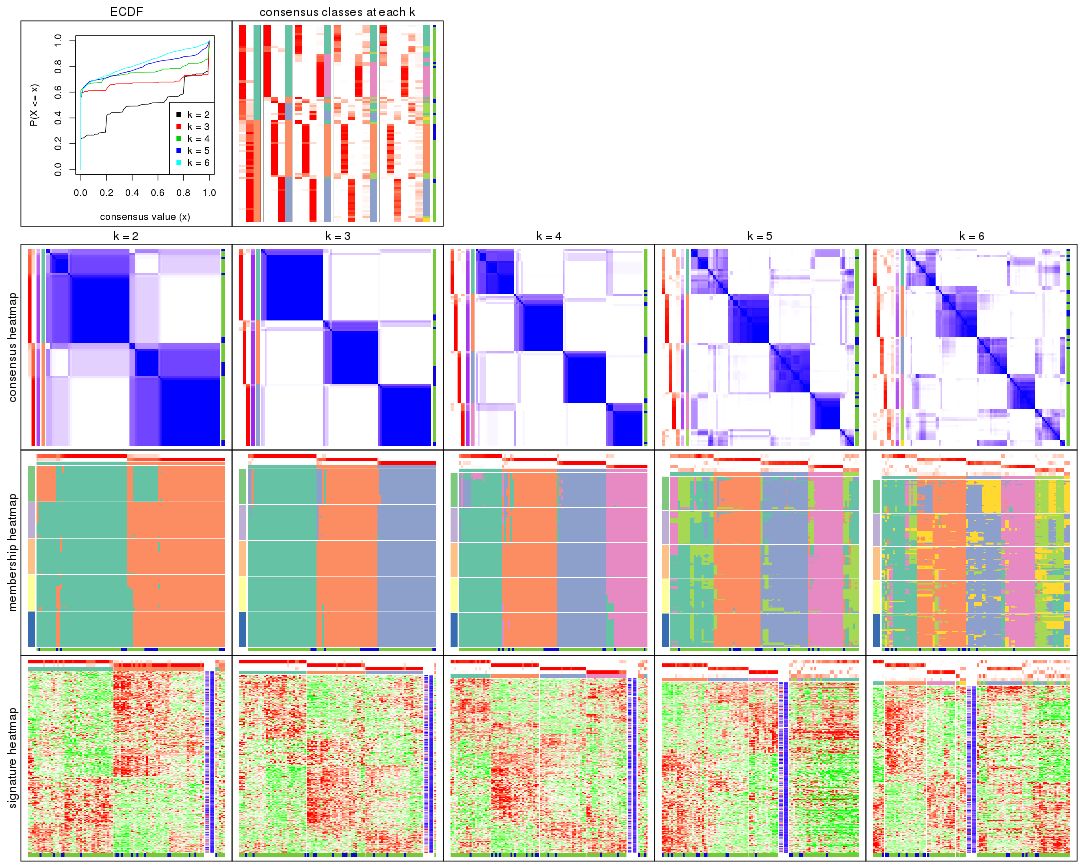 ECDF
consensus classes at each k
P(X <= x)
1.0
0.8
0.6
0.4
0.2
0.0
k = 2
k = 3
k = 4
k = 5
k = 6
0.0 0.2 0.4 0.6 0.8 1.0
consensus value (x)
k = 2
k = 3
k = 4
k = 5
k = 6
consensus heatmap
membership heatmap
signature heatmap